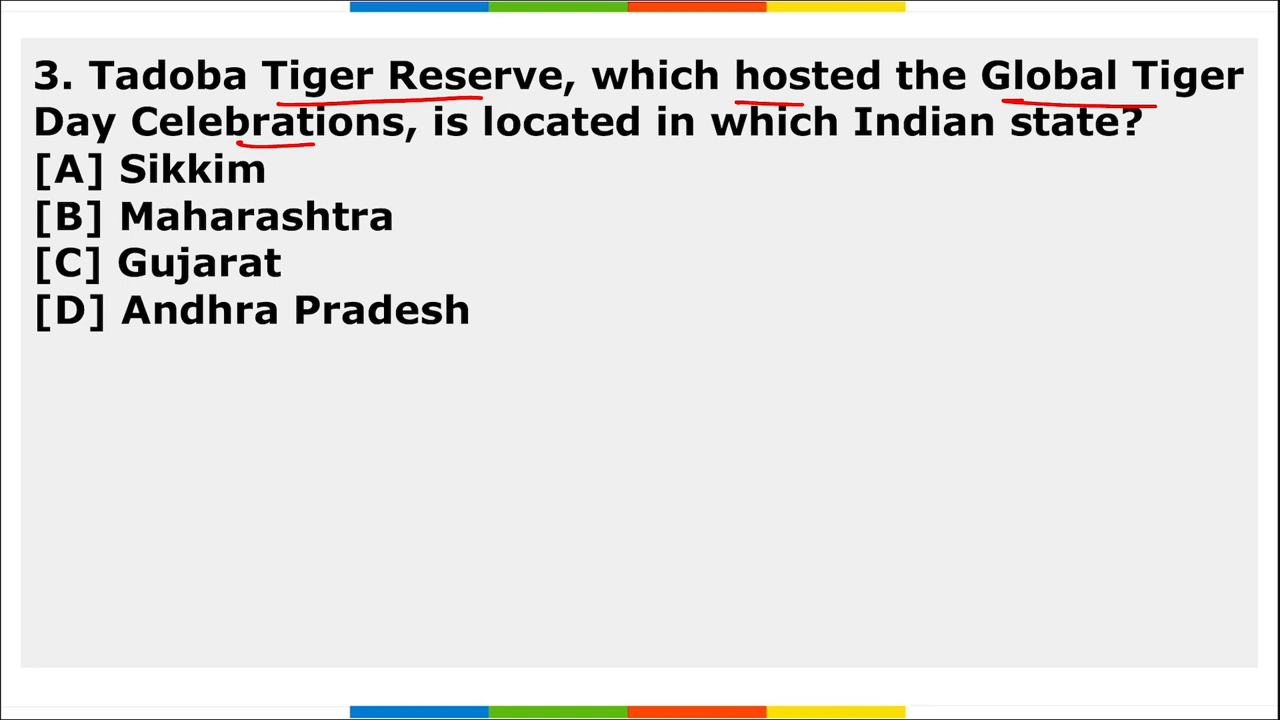 3. Tadoba Tiger Reserve, which hosted the Global Tiger
Day Celebrations, is located in which Indian state?
[A] Sikkim
[B] Maharashtra
[C] Gujarat
[D] Andhra Pradesh